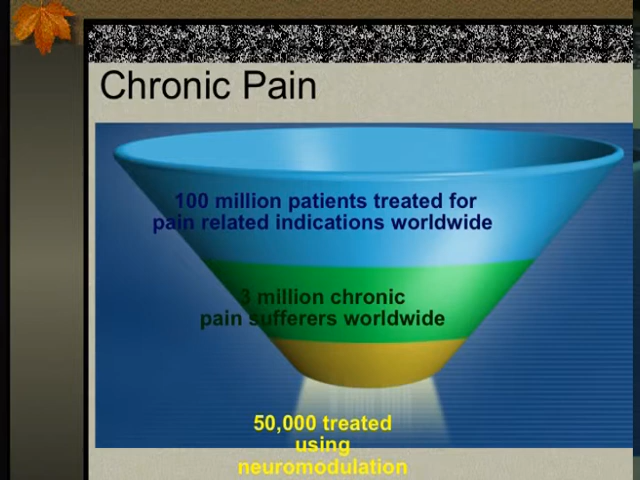 Chronic Pain
100 million patients treated for
pain related indications worldwide
3 million chronic
pain sufferers worldwide
50,000 treated
using
neuromodulation